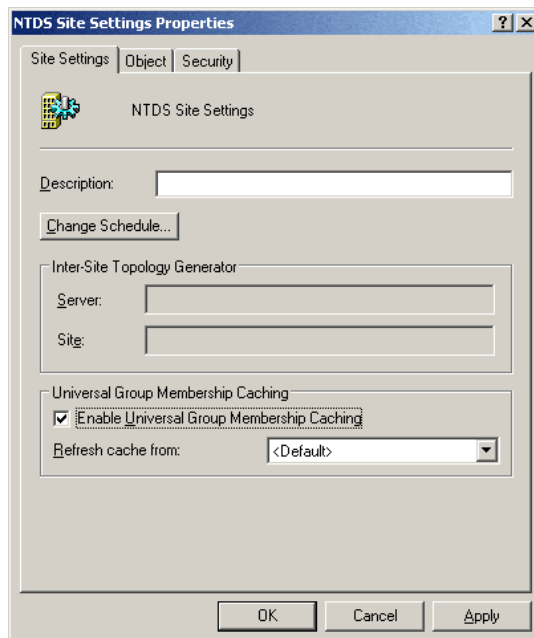 NTDS Site Settings Properties
Site Settings Object Security
NTDS Site Settings
Description:
Change Schedule...
Inter-Site Topology Generator
Server:
Site:
Universal Group Membership Caching
Enable Universal Group Membership Caching
Refresh cache from: <Default>
OK Cancel Apply